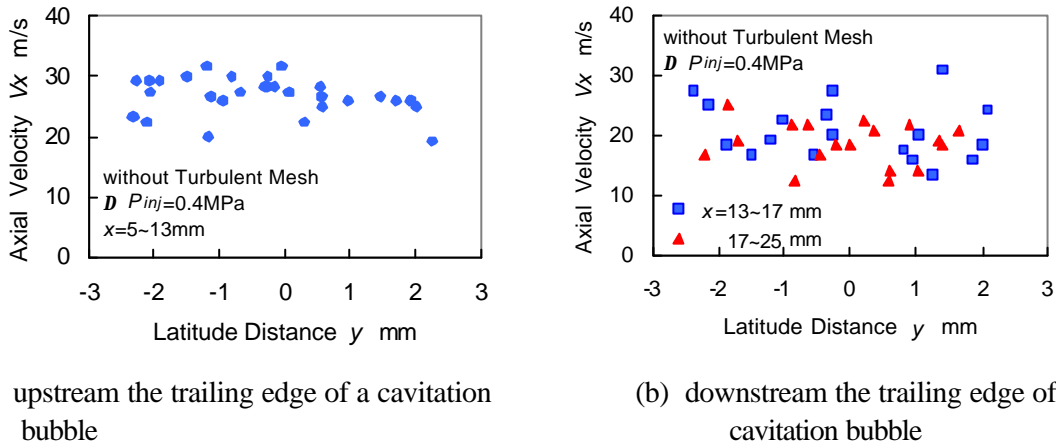 Axial Velocity Vx m/s
40
30
20
10
0
without Turbulent Mesh
D Pinj=0.4MPa
x=5~13mm
-3 -2 -1 0 1 2 3
Latitude Distance y mm
upstream the trailing edge of a cavitation
bubble
Axial Velocity Vx m/s
40
30
20
10
0
without Turbulent Mesh
D Pinj=0.4MPa
x=13~17 mm
17~25 mm
-3 -2 -1 0 1 2 3
Latitude Distance y mm
(b) downstream the trailing edge of
cavitation bubble